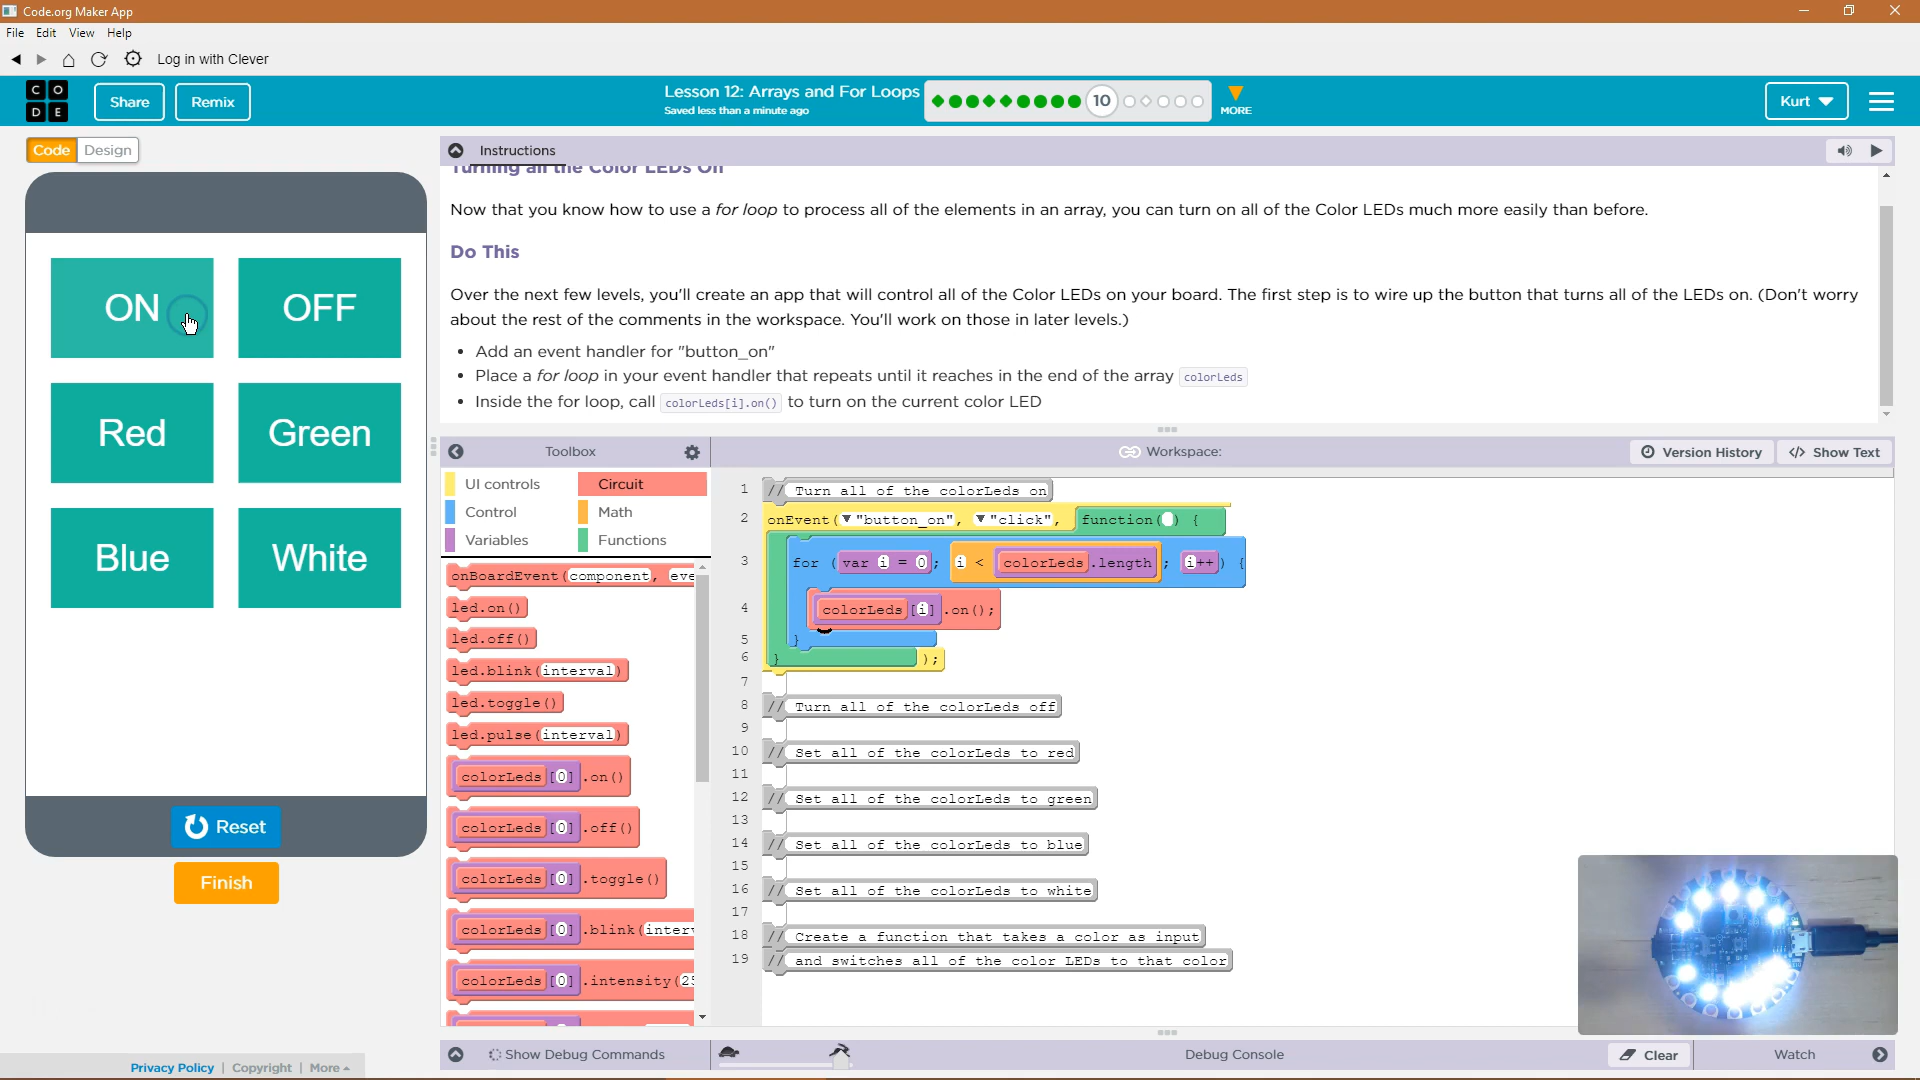 Code.org Maker App
File Edit View Help
Log in with Clever
C O
D E
Share
Remix
Lesson 12: Arrays and For Loops
Saved less than a minute ago
10
MORE
Kurt
Code
Design
Instructions
Turning all the Color LEDs On
Now that you know how to use a for loop to process all of the elements in an array, you can turn on all of the Color LEDs much more easily than before.
Do This
Over the next few levels, you'll create an app that will control all of the Color LEDs on your board. The first step is to wire up the button that turns all of the LEDs on. (Don't worry
about the rest of the comments in the workspace. You'll work on those in later levels.)
Add an event handler for "button_on"
Place a for loop in your event handler that repeats until it reaches in the end of the array colorLeds
Inside the for loop, call colorLeds[i].on() to turn on the current color LED
ON
OFF
Red
Green
Blue
White
Reset
Finish
Toolbox
Workspace:
Version History
</> Show Text
UI controls
Circuit
Control
Math
Variables
Functions
onBoardEvent(component, eve
led.on()
led.off()
led.blink(interval)
led.toggle()
led.pulse(interval)
colorLeds[0].on()
colorLeds[0].off()
colorLeds[0].toggle()
colorLeds[0].blink(inter
colorLeds[0].intensity(
1 // Turn all of the colorLeds on
2 onEvent("button_on", "click", function() {
3 for (var i = 0; i < colorLeds.length; i++) {
4 colorLeds[i].on();
5 }
6 });
7
8 // Turn all of the colorLeds off
9
10 // Set all of the colorLeds to red
11
12 // Set all of the colorLeds to green
13
14 // Set all of the colorLeds to blue
15
16 // Set all of the colorLeds to white
17
18 // Create a function that takes a color as input
19 // and switches all of the color LEDs to that color
Show Debug Commands
Debug Console
Clear
Watch
Privacy Policy | Copyright | More